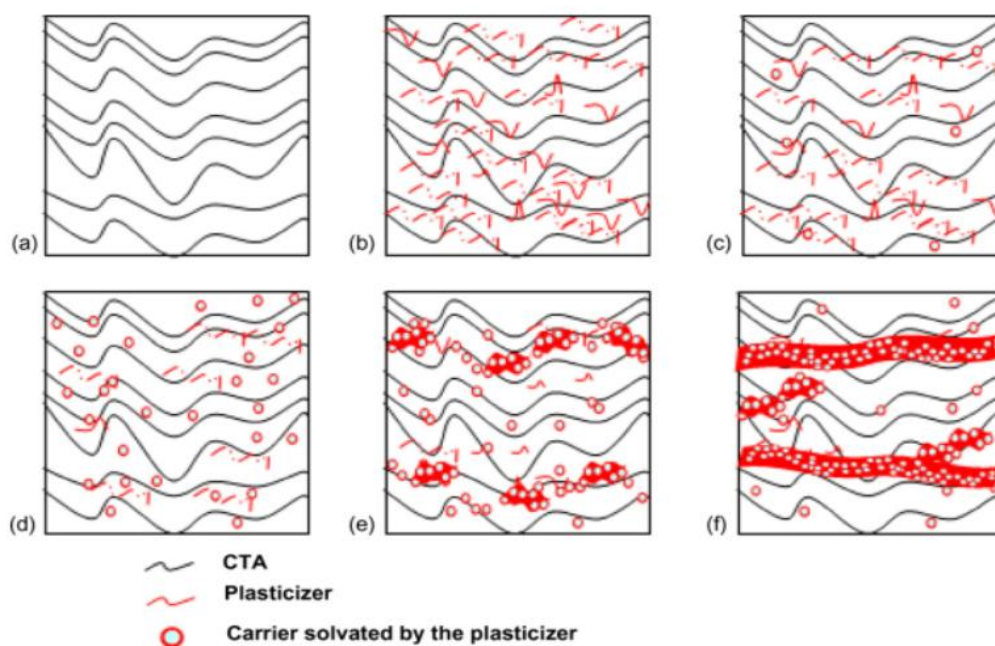 (a)
(b)
(c)
(d)
(e)
(f)
CTA
Plasticizer
Carrier solvated by the plasticizer